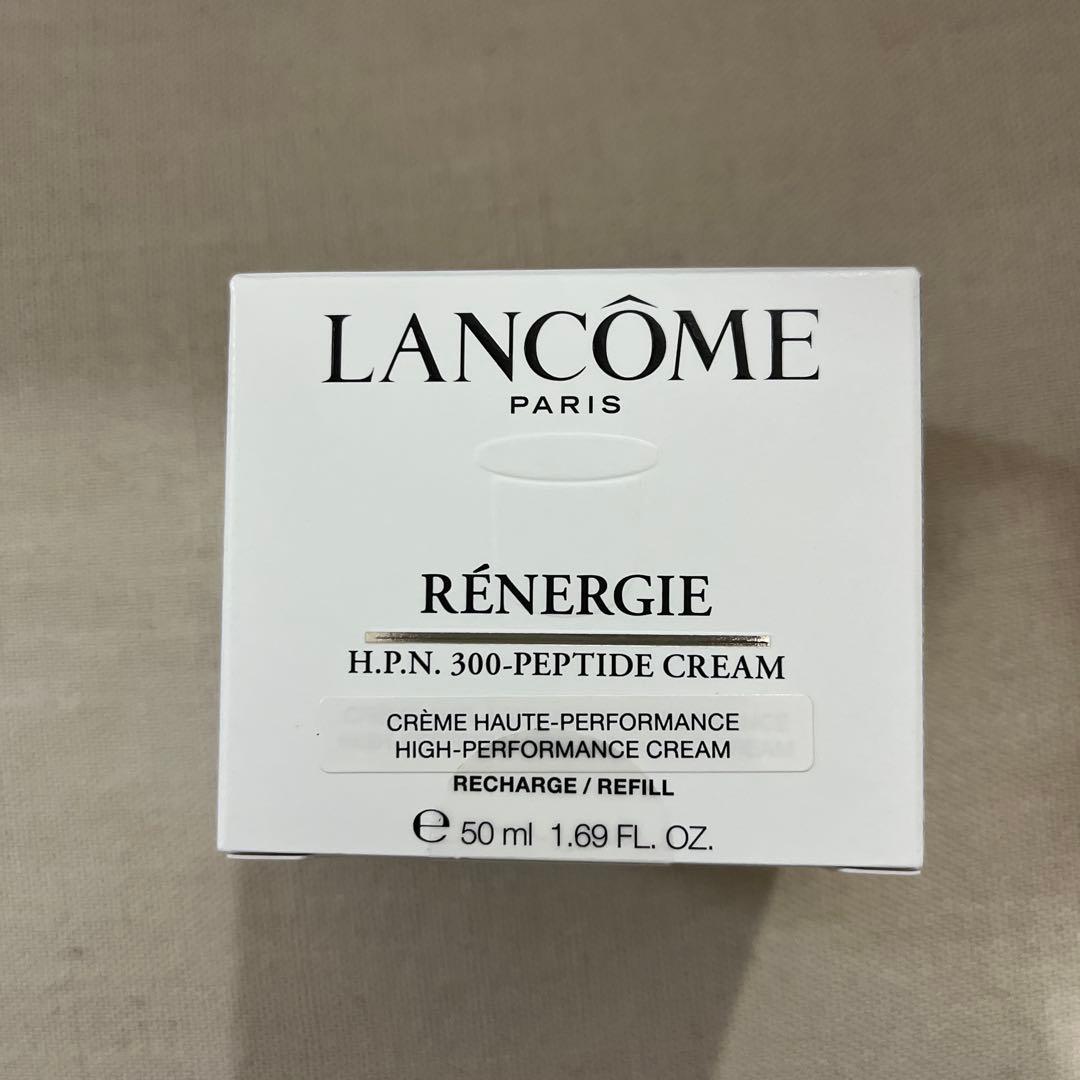 LANCÔME
PARIS
RÉNERGIE
H.P.N. 300-PEPTIDE CREAM
CRÈME HAUTE-PERFORMANCE
HIGH-PERFORMANCE CREAM
RECHARGE / REFILL
℮ 50 ml 1.69 FL. OZ.